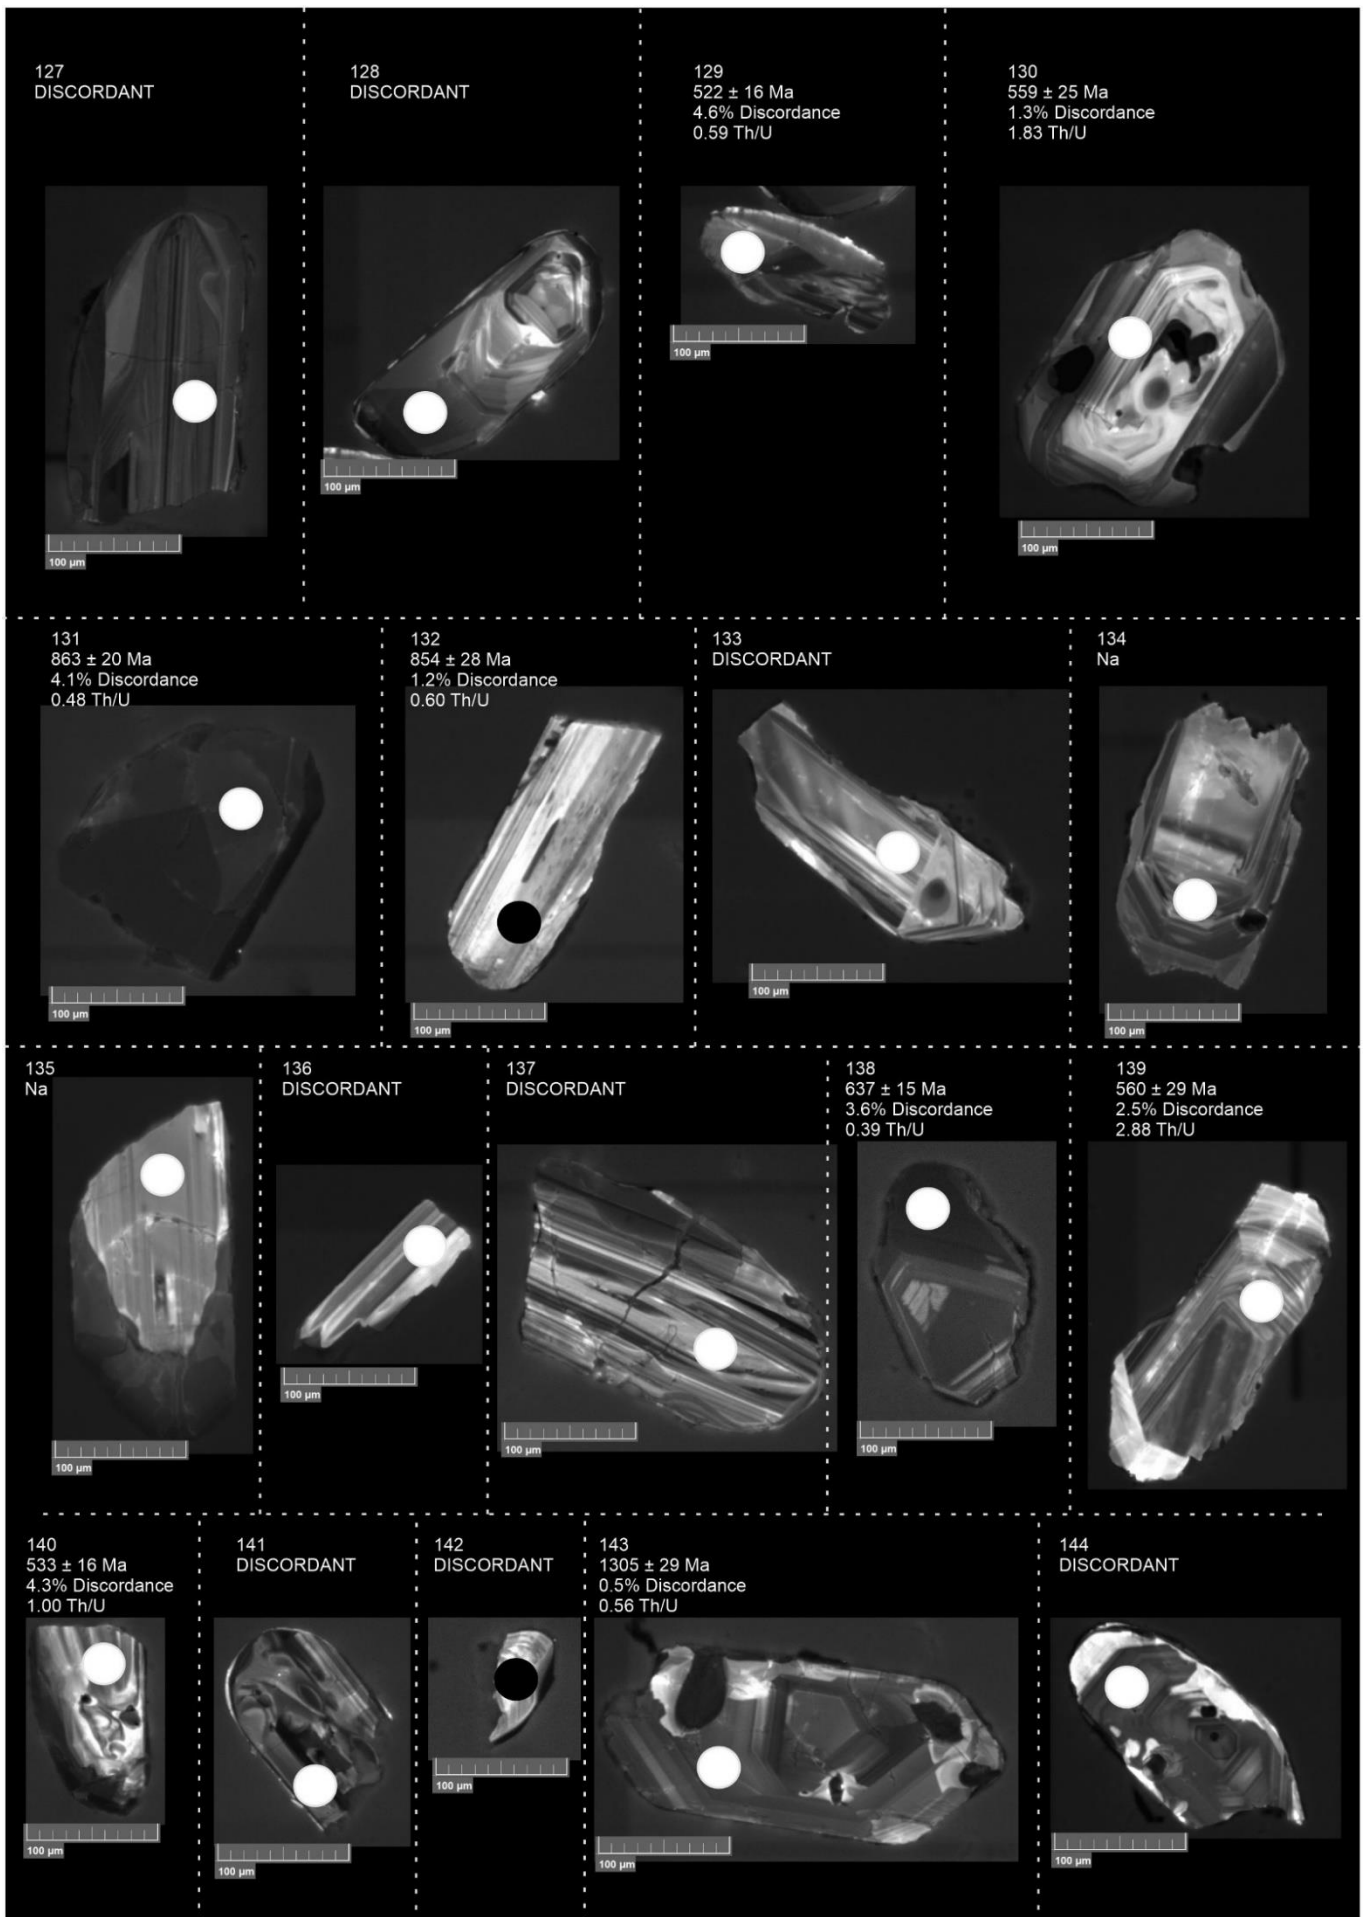 127
DISCORDANT
128
DISCORDANT
129
522 ± 16 Ma
4.6% Discordance
0.59 Th/U
130
559 ± 25 Ma
1.3% Discordance
1.83 Th/U
100 µm
100 µm
100 µm
100 µm
131
863 ± 20 Ma
4.1% Discordance
0.48 Th/U
132
854 ± 28 Ma
1.2% Discordance
0.60 Th/U
133
DISCORDANT
134
Na
100 µm
100 µm
100 µm
100 µm
135
Na
136
DISCORDANT
137
DISCORDANT
138
637 ± 15 Ma
3.6% Discordance
0.39 Th/U
139
560 ± 29 Ma
2.5% Discordance
2.88 Th/U
100 µm
100 µm
100 µm
100 µm
140
533 ± 16 Ma
4.3% Discordance
1.00 Th/U
141
DISCORDANT
142
DISCORDANT
143
1305 ± 29 Ma
0.5% Discordance
0.56 Th/U
144
DISCORDANT
100 µm
100 µm
100 µm
100 µm
100 µm